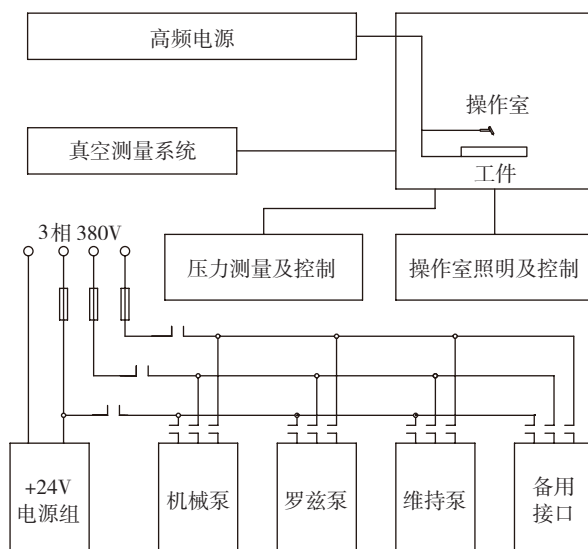 高频电源
操作室
真空测量系统
工件
3相 380V
压力测量及控制
操作室照明及控制
+24V
电源组
机械泵
罗兹泵
维持泵
备用
接口